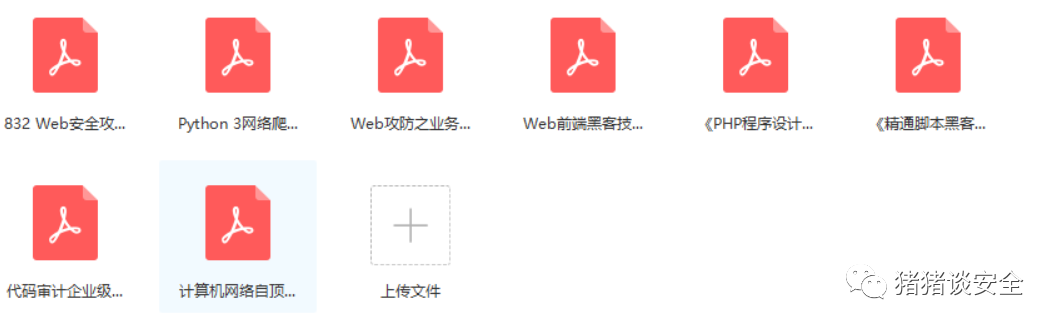 832 Web安全攻...
Python 3网络爬...
Web攻防之业务...
Web前端黑客技...
《PHP程序设计...
《精通脚本黑客...
代码审计企业级...
计算机网络自顶...
上传文件
猪猪谈安全